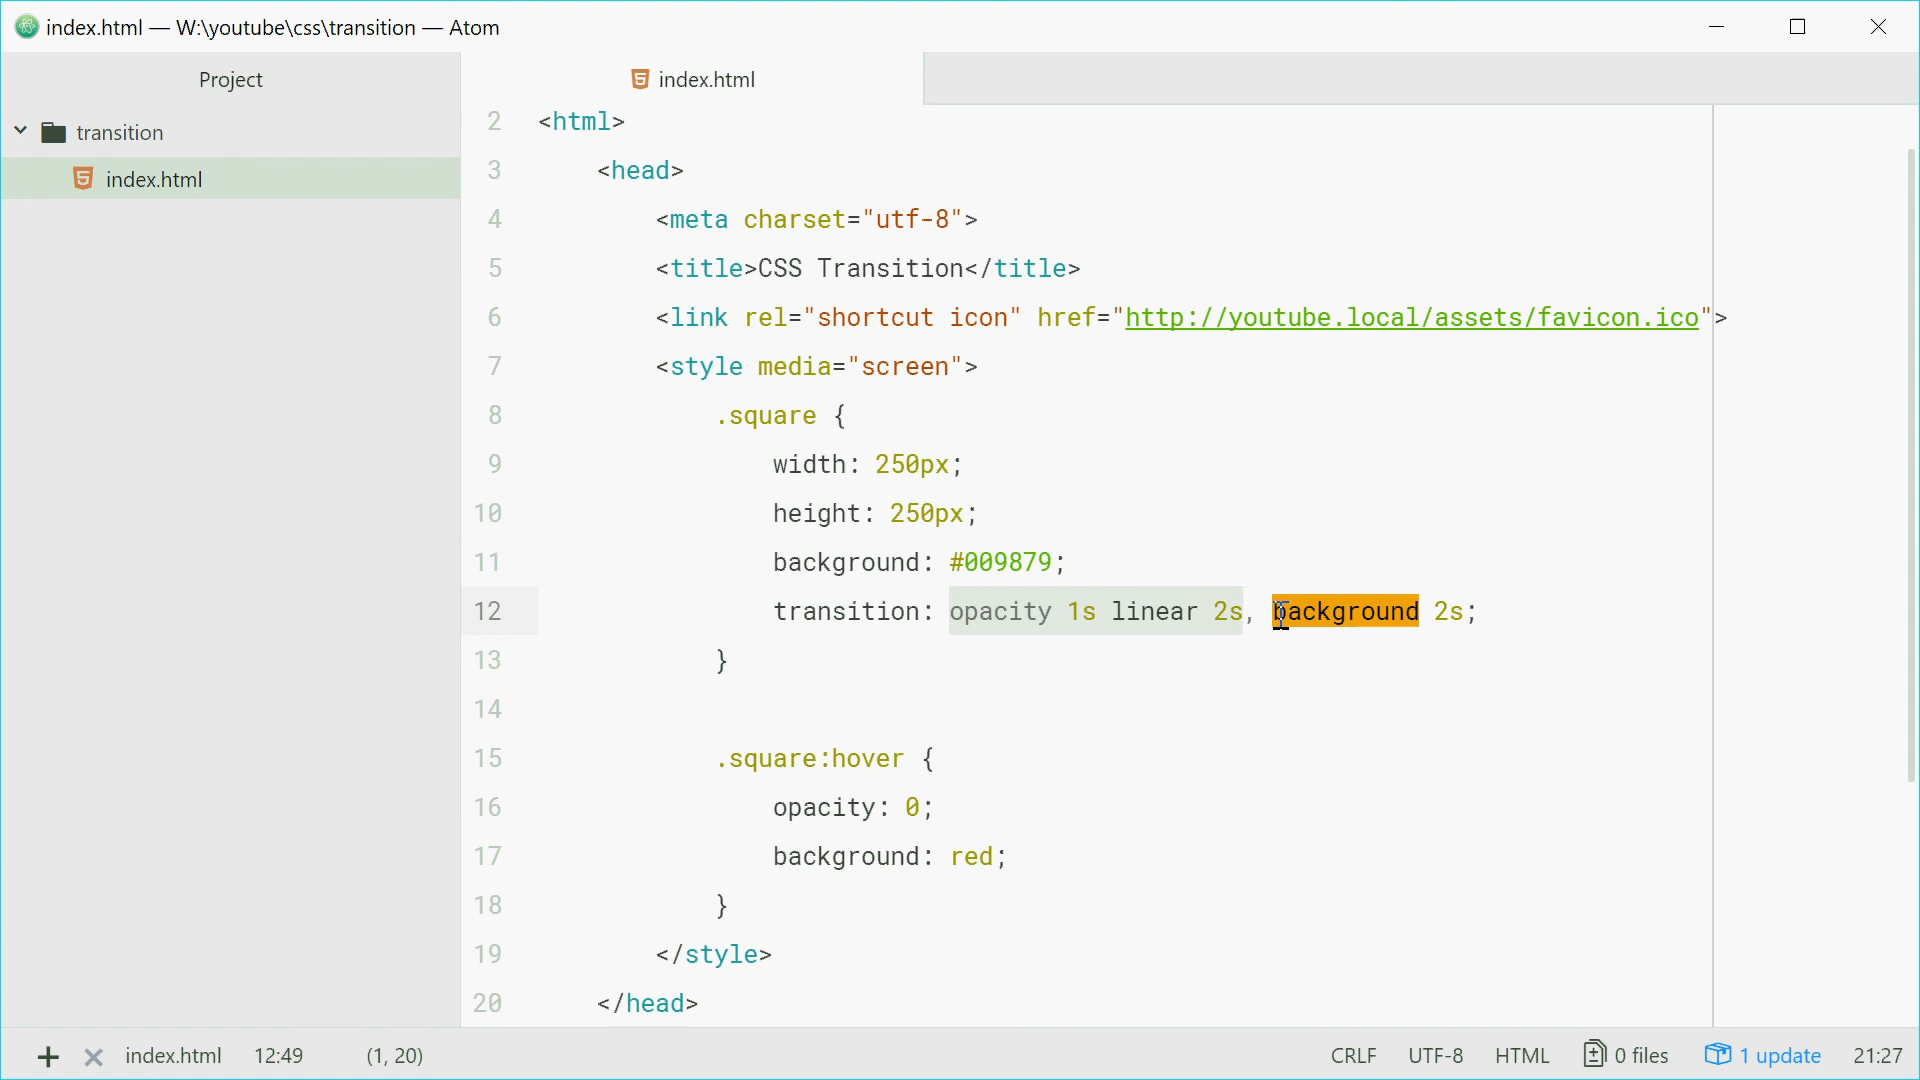 index.html — W:\youtube\css\transition — Atom
Project
index.html
transition
index.html
2 <html>
3 <head>
4 <meta charset="utf-8">
5 <title>CSS Transition</title>
6 <link rel="shortcut icon" href="http://youtube.local/assets/favicon.ico">
7 <style media="screen">
8 .square {
9 width: 250px;
10 height: 250px;
11 background: #009879;
12 transition: opacity 1s linear 2s, background 2s;
13 }
14
15 .square:hover {
16 opacity: 0;
17 background: red;
18 }
19 </style>
20 </head>
index.html 12:49 (1, 20) CRLF UTF-8 HTML 0 files 1 update 21:27